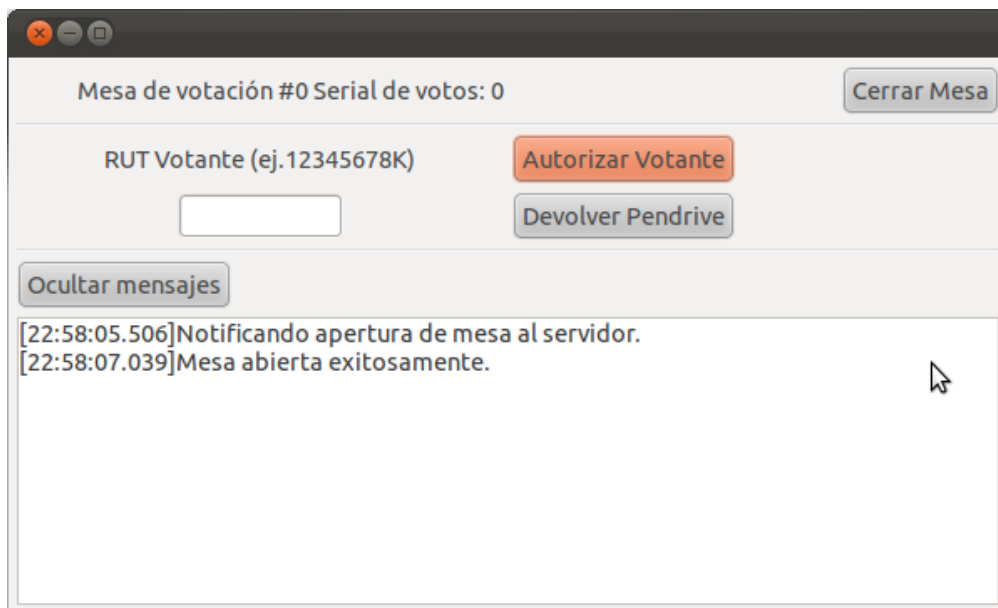 Mesa de votación #0 Serial de votos: 0
Cerrar Mesa
RUT Votante (ej.12345678K)
Autorizar Votante
Devolver Pendrive
Ocultar mensajes
[22:58:05.506]Notificando apertura de mesa al servidor.
[22:58:07.039]Mesa abierta exitosamente.